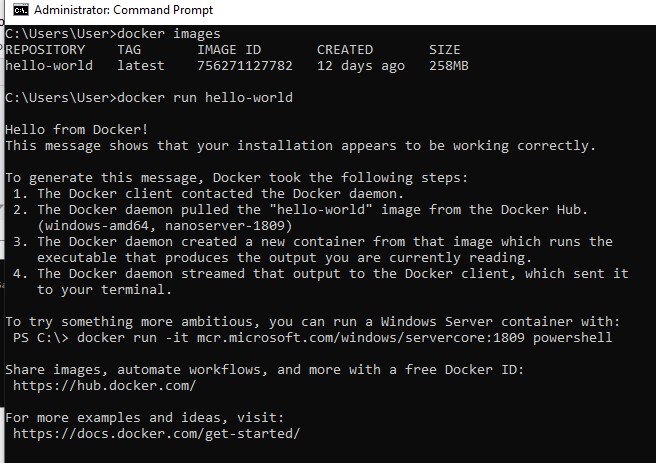 Administrator: Command Prompt
C:\Users\User>docker images
REPOSITORY    TAG       IMAGE ID       CREATED       SIZE
hello-world   latest    756271127782   12 days ago   258MB
C:\Users\User>docker run hello-world
Hello from Docker!
This message shows that your installation appears to be working correctly.
To generate this message, Docker took the following steps:
 1. The Docker client contacted the Docker daemon.
 2. The Docker daemon pulled the "hello-world" image from the Docker Hub.
    (windows-amd64, nanoserver-1809)
 3. The Docker daemon created a new container from that image which runs the
    executable that produces the output you are currently reading.
 4. The Docker daemon streamed that output to the Docker client, which sent it
    to your terminal.
To try something more ambitious, you can run a Windows Server container with:
 PS C:\> docker run -it mcr.microsoft.com/windows/servercore:1809 powershell
Share images, automate workflows, and more with a free Docker ID:
 https://hub.docker.com/
For more examples and ideas, visit:
 https://docs.docker.com/get-started/